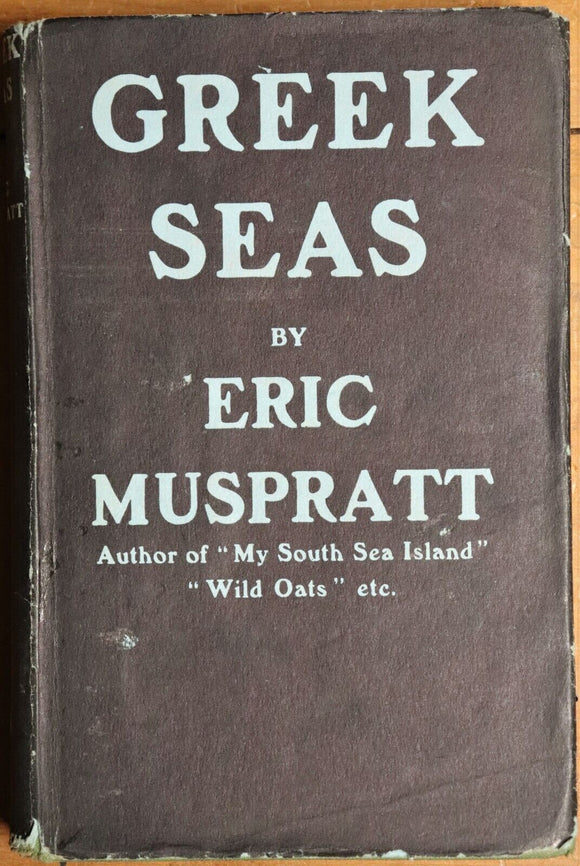 GREEK
SEAS
BY
ERIC
MUSPRATT
Author of "My South Sea Island"
"Wild Oats" etc.